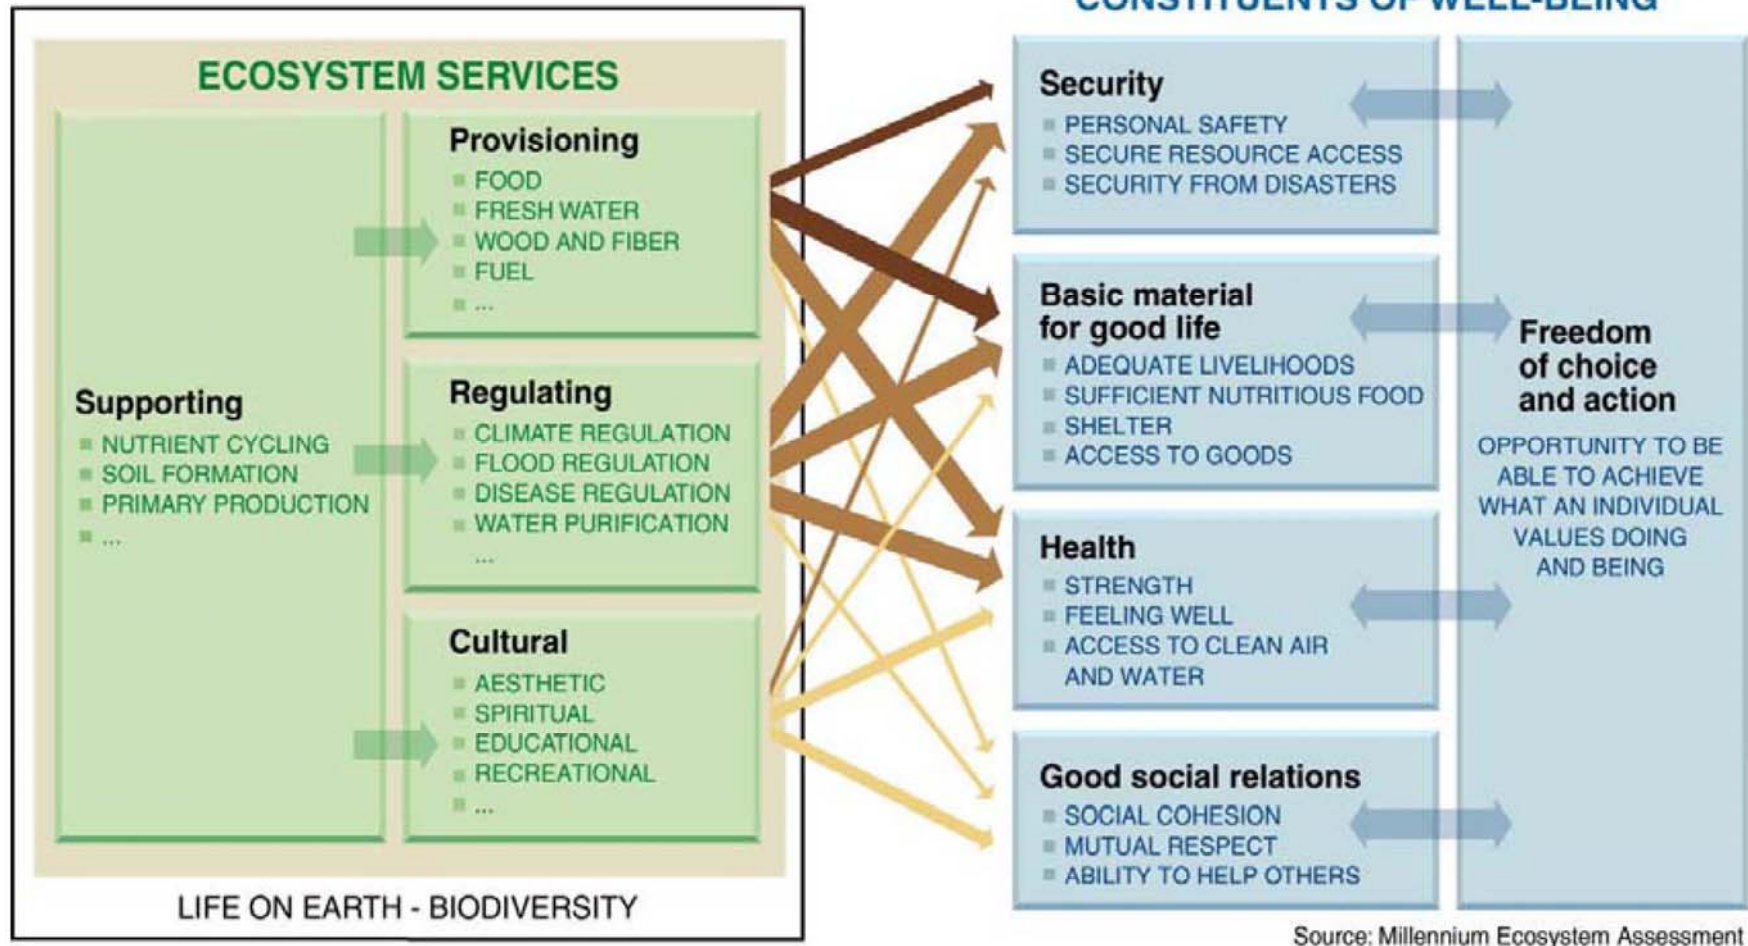 CONSTITUENTS OF WELL-BEING
ECOSYSTEM SERVICES
Supporting
NUTRIENT CYCLING
SOIL FORMATION
PRIMARY PRODUCTION
...
Provisioning
FOOD
FRESH WATER
WOOD AND FIBER
FUEL
...
Regulating
CLIMATE REGULATION
FLOOD REGULATION
DISEASE REGULATION
WATER PURIFICATION
...
Cultural
AESTHETIC
SPIRITUAL
EDUCATIONAL
RECREATIONAL
...
LIFE ON EARTH - BIODIVERSITY
Security
PERSONAL SAFETY
SECURE RESOURCE ACCESS
SECURITY FROM DISASTERS
Basic material
for good life
ADEQUATE LIVELIHOODS
SUFFICIENT NUTRITIOUS FOOD
SHELTER
ACCESS TO GOODS
Health
STRENGTH
FEELING WELL
ACCESS TO CLEAN AIR
AND WATER
Good social relations
SOCIAL COHESION
MUTUAL RESPECT
ABILITY TO HELP OTHERS
Freedom
of choice
and action
OPPORTUNITY TO BE
ABLE TO ACHIEVE
WHAT AN INDIVIDUAL
VALUES DOING
AND BEING
Source: Millennium Ecosystem Assessment